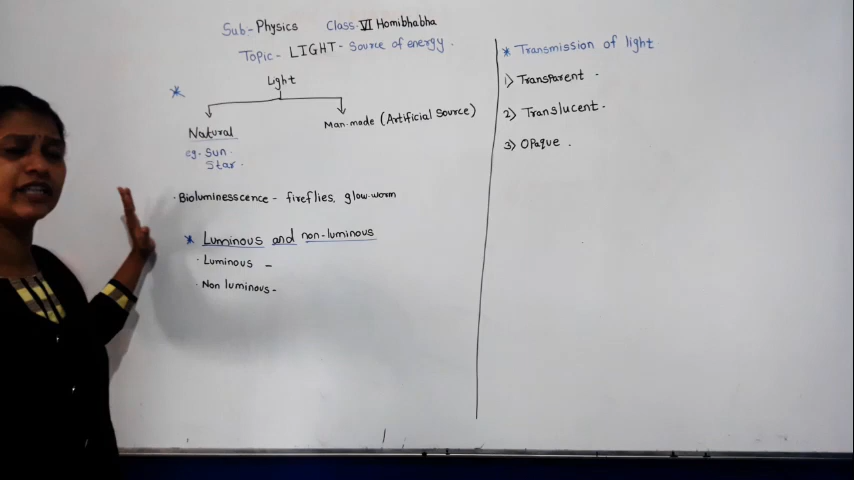 Sub- Physics Class-VI Homibhabha
Topic- LIGHT- Source of energy.
* Light
Natural Man-made (Artificial Source)
eg. Sun.
Star.
· Bioluminesscence - fireflies, glow-worm
* Luminous and non-luminous
· Luminous -
· Non luminous-
* Transmission of light
1) Transparent -
2) Translucent-
3) Opaque .